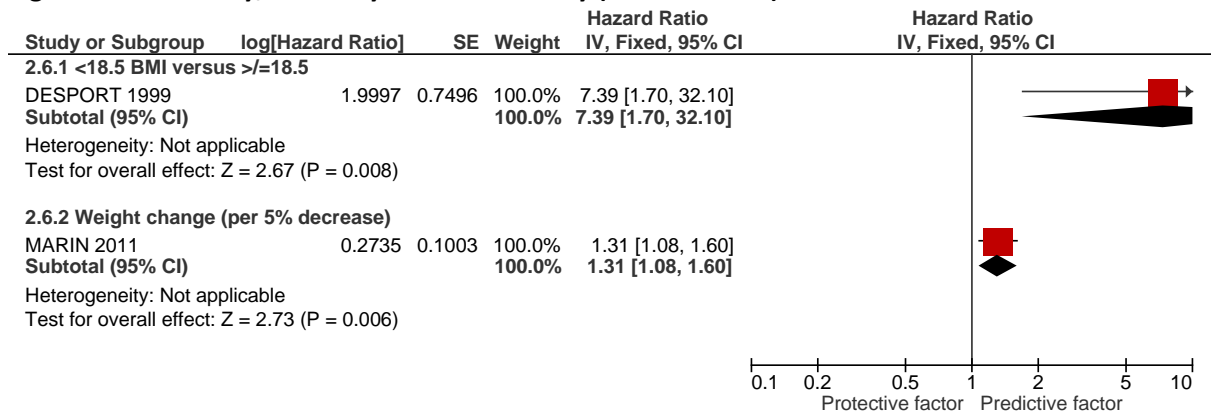 Hazard Ratio Hazard Ratio
Study or Subgroup log[Hazard Ratio] SE Weight IV, Fixed, 95% CI IV, Fixed, 95% CI
2.6.1 <18.5 BMI versus >/=18.5
DESPORT 1999 1.9997 0.7496 100.0% 7.39 [1.70, 32.10]
Subtotal (95% CI) 100.0% 7.39 [1.70, 32.10]
Heterogeneity: Not applicable
Test for overall effect: Z = 2.67 (P = 0.008)
2.6.2 Weight change (per 5% decrease)
MARIN 2011 0.2735 0.1003 100.0% 1.31 [1.08, 1.60]
Subtotal (95% CI) 100.0% 1.31 [1.08, 1.60]
Heterogeneity: Not applicable
Test for overall effect: Z = 2.73 (P = 0.006)
0.1 0.2 0.5 1 2 5 10
Protective factor Predictive factor